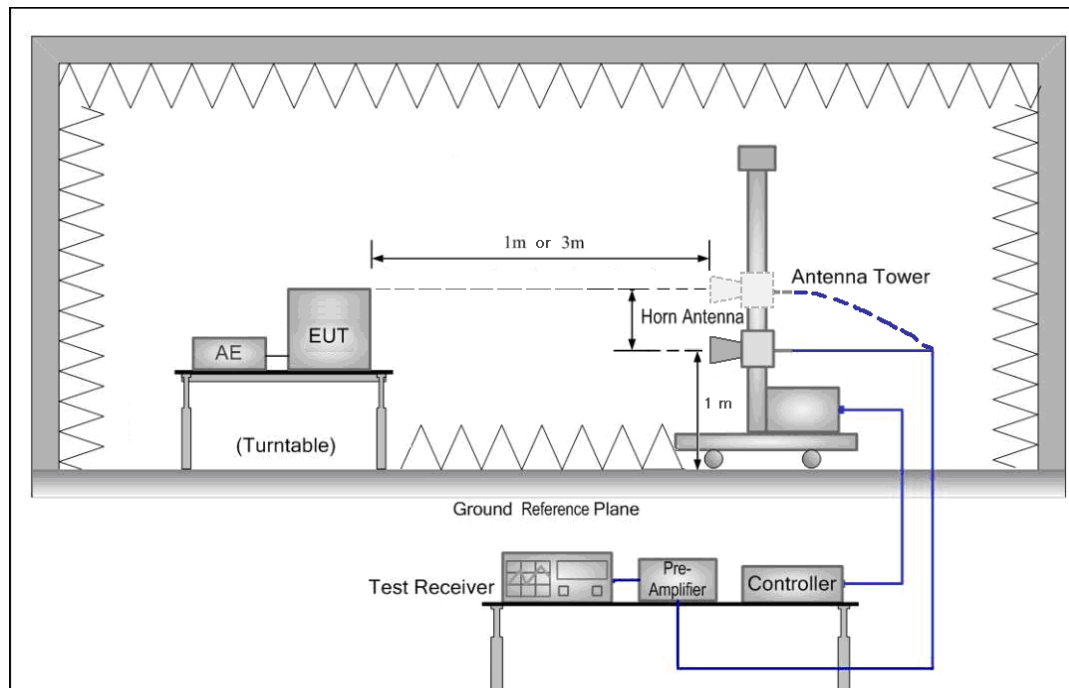 1m or 3m
Antenna Tower
Horn Antenna
EUT
AE
1 m
(Turntable)
Ground Reference Plane
Test Receiver
Pre-
Amplifier
Controller